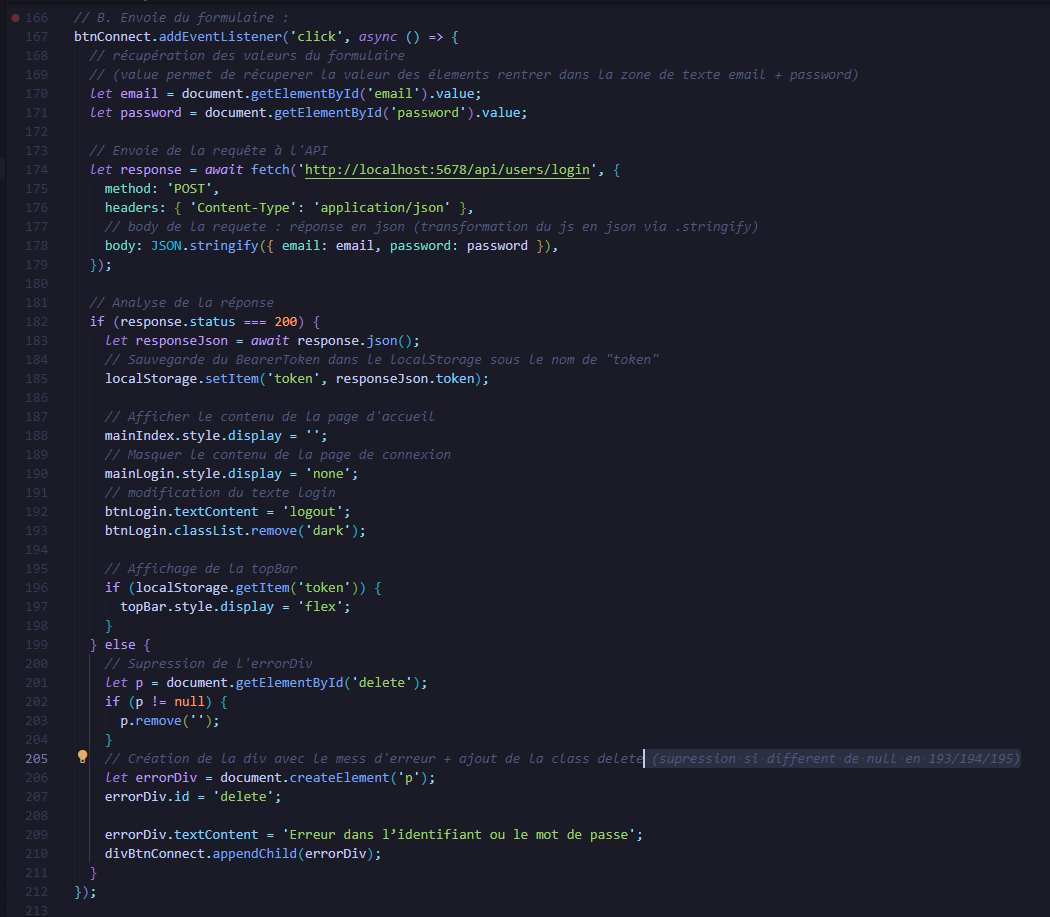 166 // B. Envoie du formulaire :
167 btnConnect.addEventListener('click', async () => {
168 // récupération des valeurs du formulaire
169 // (value permet de récuperer la valeur des élements rentrer dans la zone de texte email + password)
170 let email = document.getElementById('email').value;
171 let password = document.getElementById('password').value;
172
173 // Envoie de la requête à l'API
174 let response = await fetch('http://localhost:5678/api/users/login', {
175 method: 'POST',
176 headers: { 'Content-Type': 'application/json' },
177 // body de la requete : réponse en json (transformation du js en json via .stringify)
178 body: JSON.stringify({ email: email, password: password }),
179 });
180
181 // Analyse de la réponse
182 if (response.status === 200) {
183 let responseJson = await response.json();
184 // Sauvegarde du BearerToken dans le localStorage sous le nom de "token"
185 localStorage.setItem('token', responseJson.token);
186
187 // Afficher le contenu de la page d'accueil
188 mainIndex.style.display = '';
189 // Masquer le contenu de la page de connexion
190 mainLogin.style.display = 'none';
191 // modification du texte login
192 btnLogin.textContent = 'logout';
193 btnLogin.classList.remove('dark');
194
195 // Affichage de la topBar
196 if (localStorage.getItem('token')) {
197 topBar.style.display = 'flex';
198 }
199 } else {
200 // Supression de l'errorDiv
201 let p = document.getElementById('delete');
202 if (p != null) {
203 p.remove('');
204 }
205 // Création de la div avec le mess d'erreur + ajout de la class delete (supression si different de null en 193/194/195)
206 let errorDiv = document.createElement('p');
207 errorDiv.id = 'delete';
208
209 errorDiv.textContent = 'Erreur dans l’identifiant ou le mot de passe';
210 divBtnConnect.appendChild(errorDiv);
211 }
212 });
213